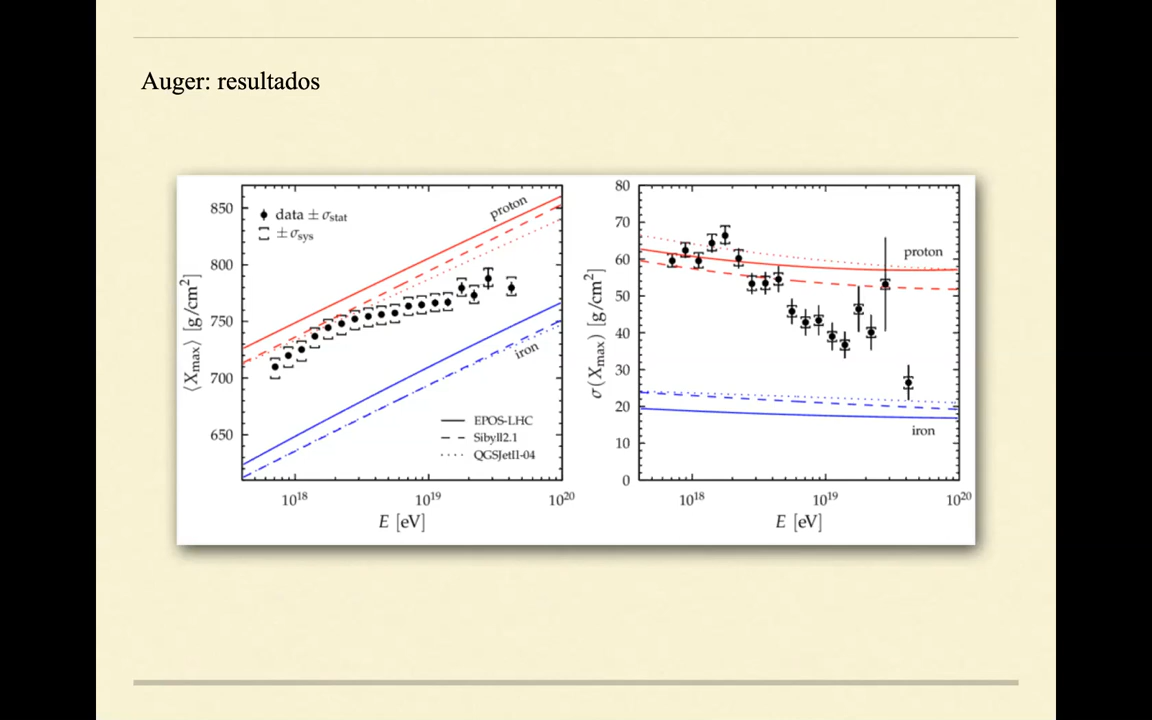 Auger: resultados
data ± σstat
± σsys
proton
iron
EPOS-LHC
Sibyll2.1
QGSJetII-04
850
800
750
700
650
⟨Xmax⟩ [g/cm²]
10¹⁸
10¹⁹
10²⁰
E [eV]
80
70
60
50
40
30
20
10
0
σ(Xmax) [g/cm²]
proton
iron
10¹⁸
10¹⁹
10²⁰
E [eV]